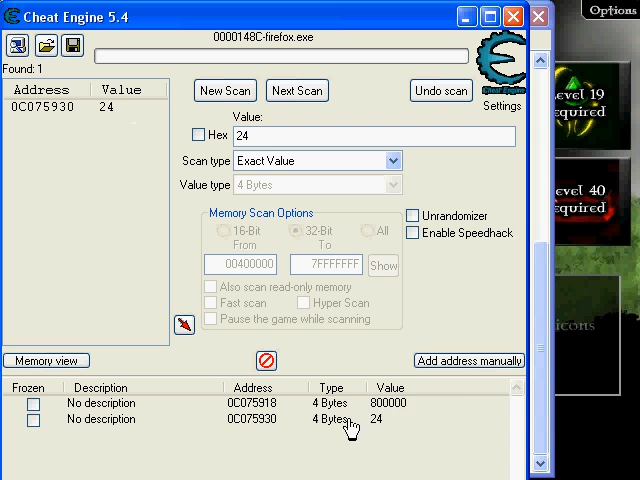 Cheat Engine 5.4
Options
0000148C-firefox.exe
Found: 1
Address Value
0C075930 24
New Scan Next Scan Undo scan
Cheat Engine
Settings
Value:
Hex 24
Scan type Exact Value
Value type 4 Bytes
Memory Scan Options
16-Bit 32-Bit All
From To
00400000 7FFFFFFF Show
Also scan read-only memory
Fast scan Hyper Scan
Pause the game while scanning
Unrandomizer
Enable Speedhack
Level 19
required
Level 40
required
icons
Memory view Add address manually
Frozen Description Address Type Value
No description 0C075918 4 Bytes 800000
No description 0C075930 4 Bytes 24